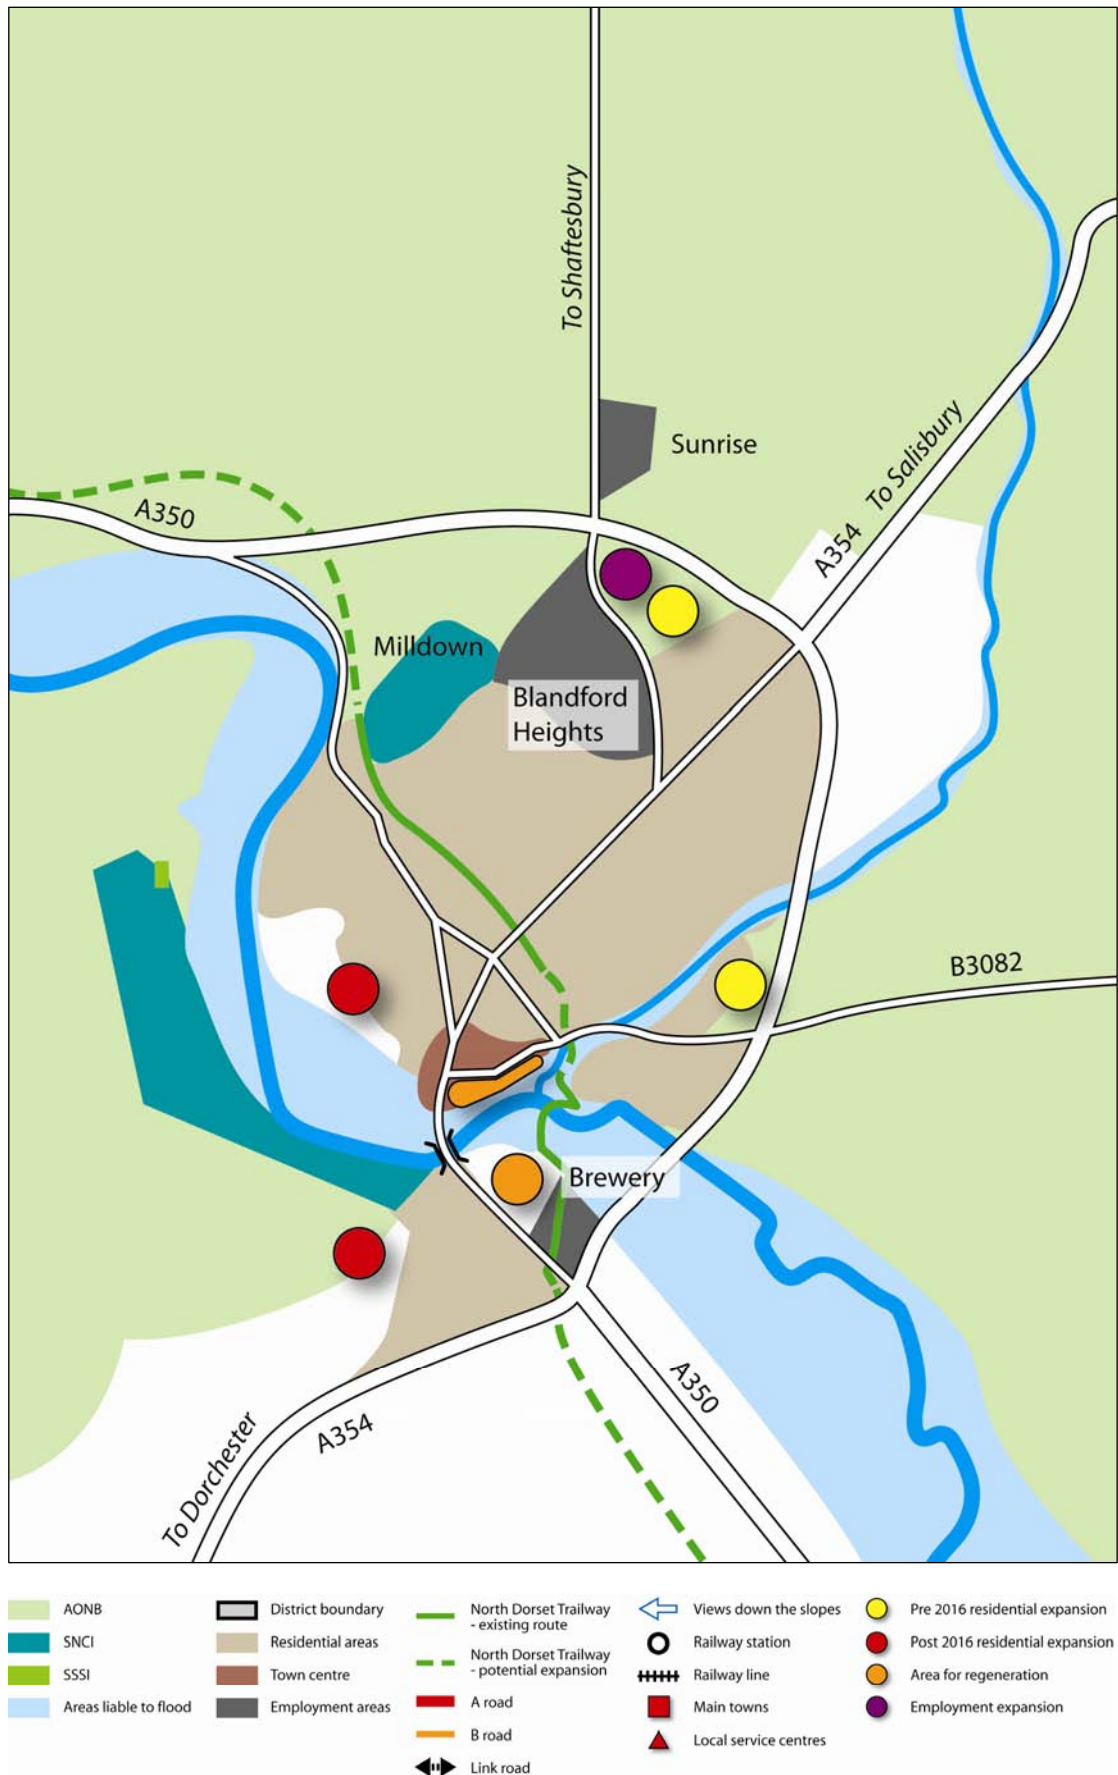 To Shaftesbury
Sunrise
To Salisbury
A354
A350
Milldown
Blandford
Heights
B3082
Brewery
A350
A354
To Dorchester
AONB
SNCI
SSSI
Areas liable to flood
District boundary
Residential areas
Town centre
Employment areas
North Dorset Trailway
- existing route
North Dorset Trailway
- potential expansion
A road
B road
Link road
Views down the slopes
Railway station
Railway line
Main towns
Local service centres
Pre 2016 residential expansion
Post 2016 residential expansion
Area for regeneration
Employment expansion